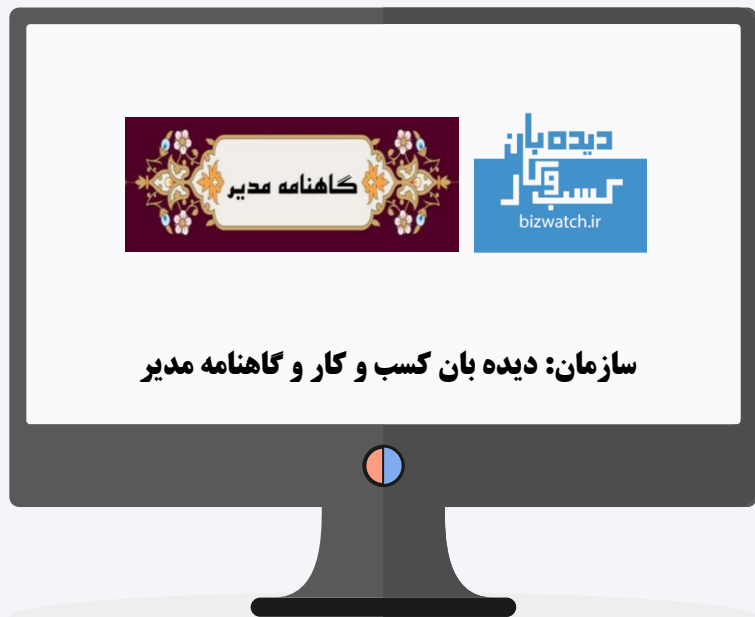 دیده‌بان
کسب و کار
bizwatch.ir
گاهنامه مدیر
سازمان: دیده بان کسب و کار و گاهنامه مدیر